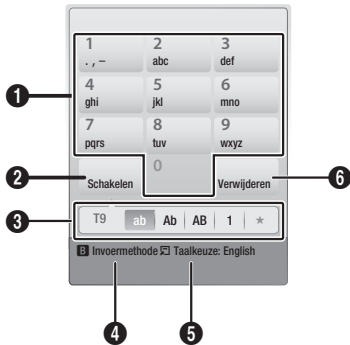 1 2 3
. , – abc def
4 5 6
ghi jkl mno
7 8 9
pqrs tuv wxyz
0
Schakelen Verwijderen
T9 ab Ab AB 1 ★
B Invoermethode Taalkeuze: English
1
2
3
4
5
6